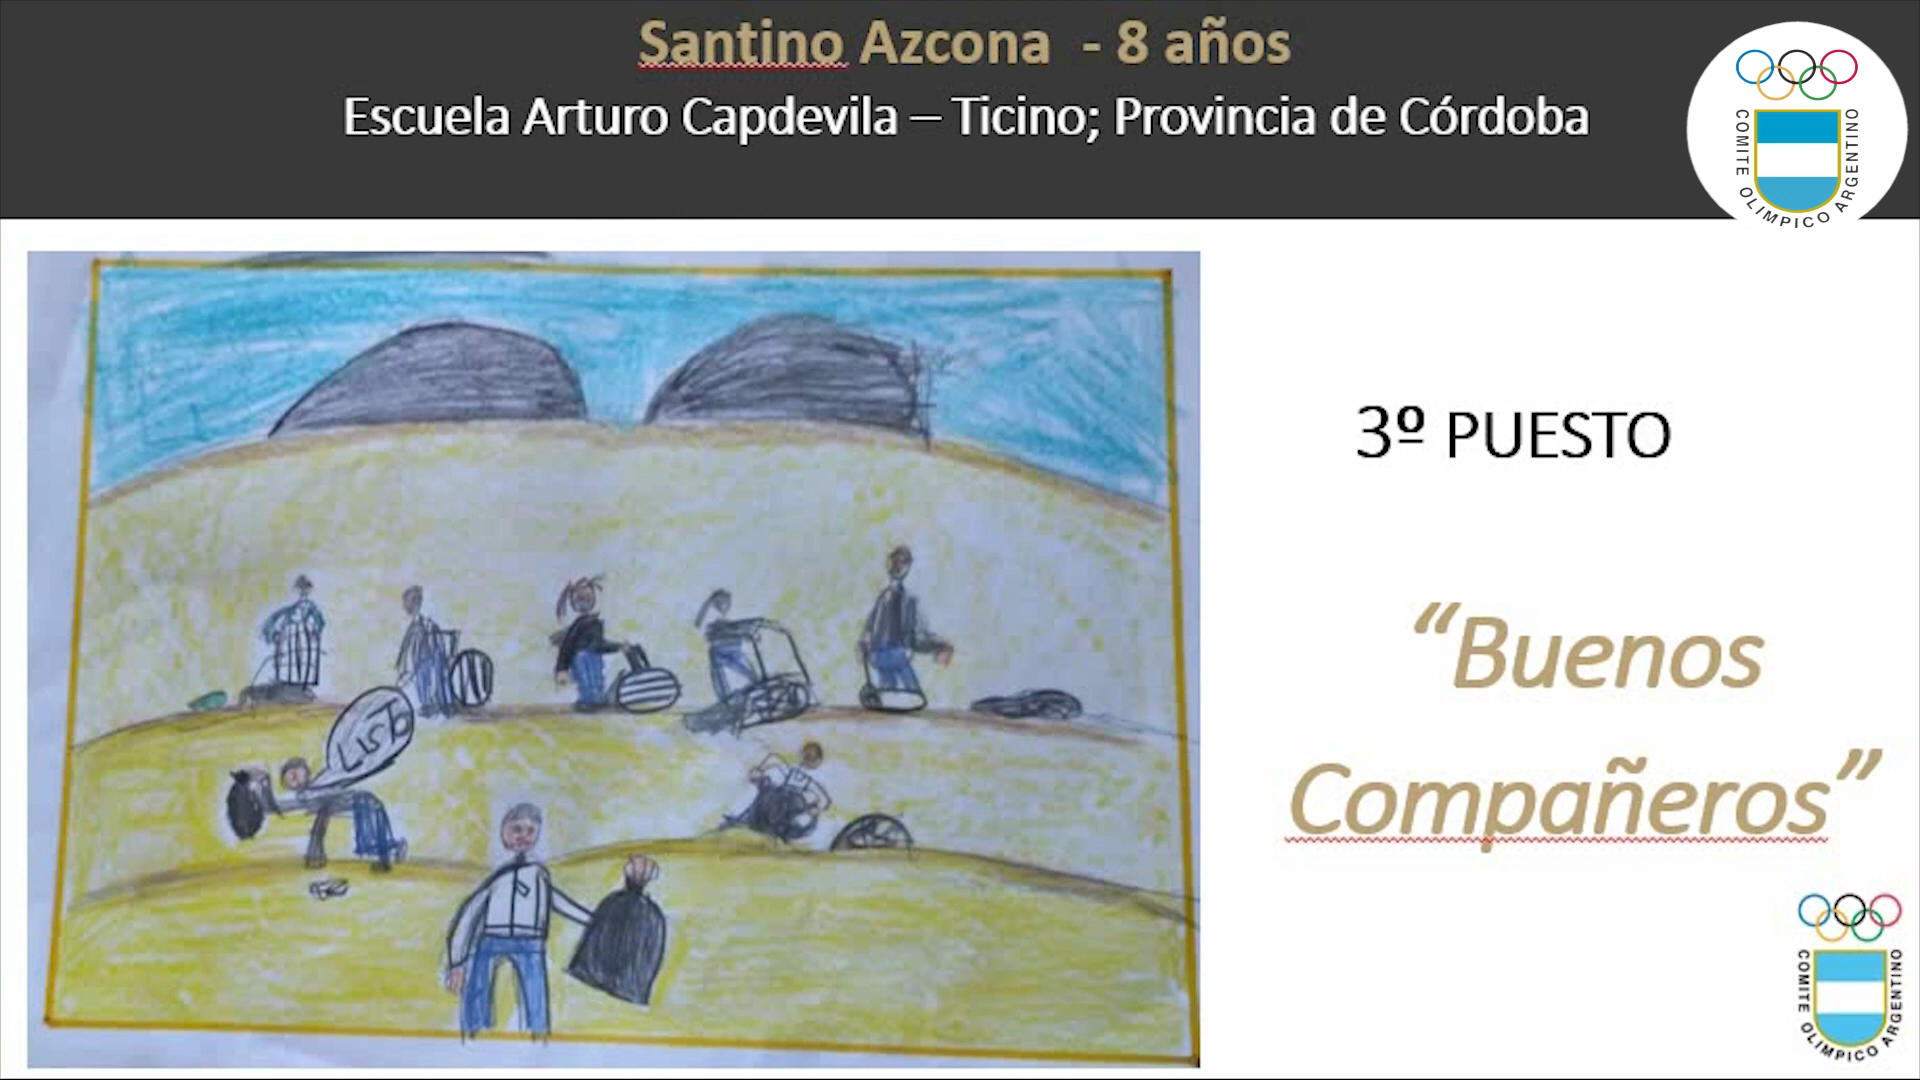 Santino Azcona - 8 años
Escuela Arturo Capdevila – Ticino; Provincia de Córdoba
COMITE OLIMPICO ARGENTINO
3º PUESTO
“Buenos
Compañeros”
LISTO
COMITE OLIMPICO ARGENTINO